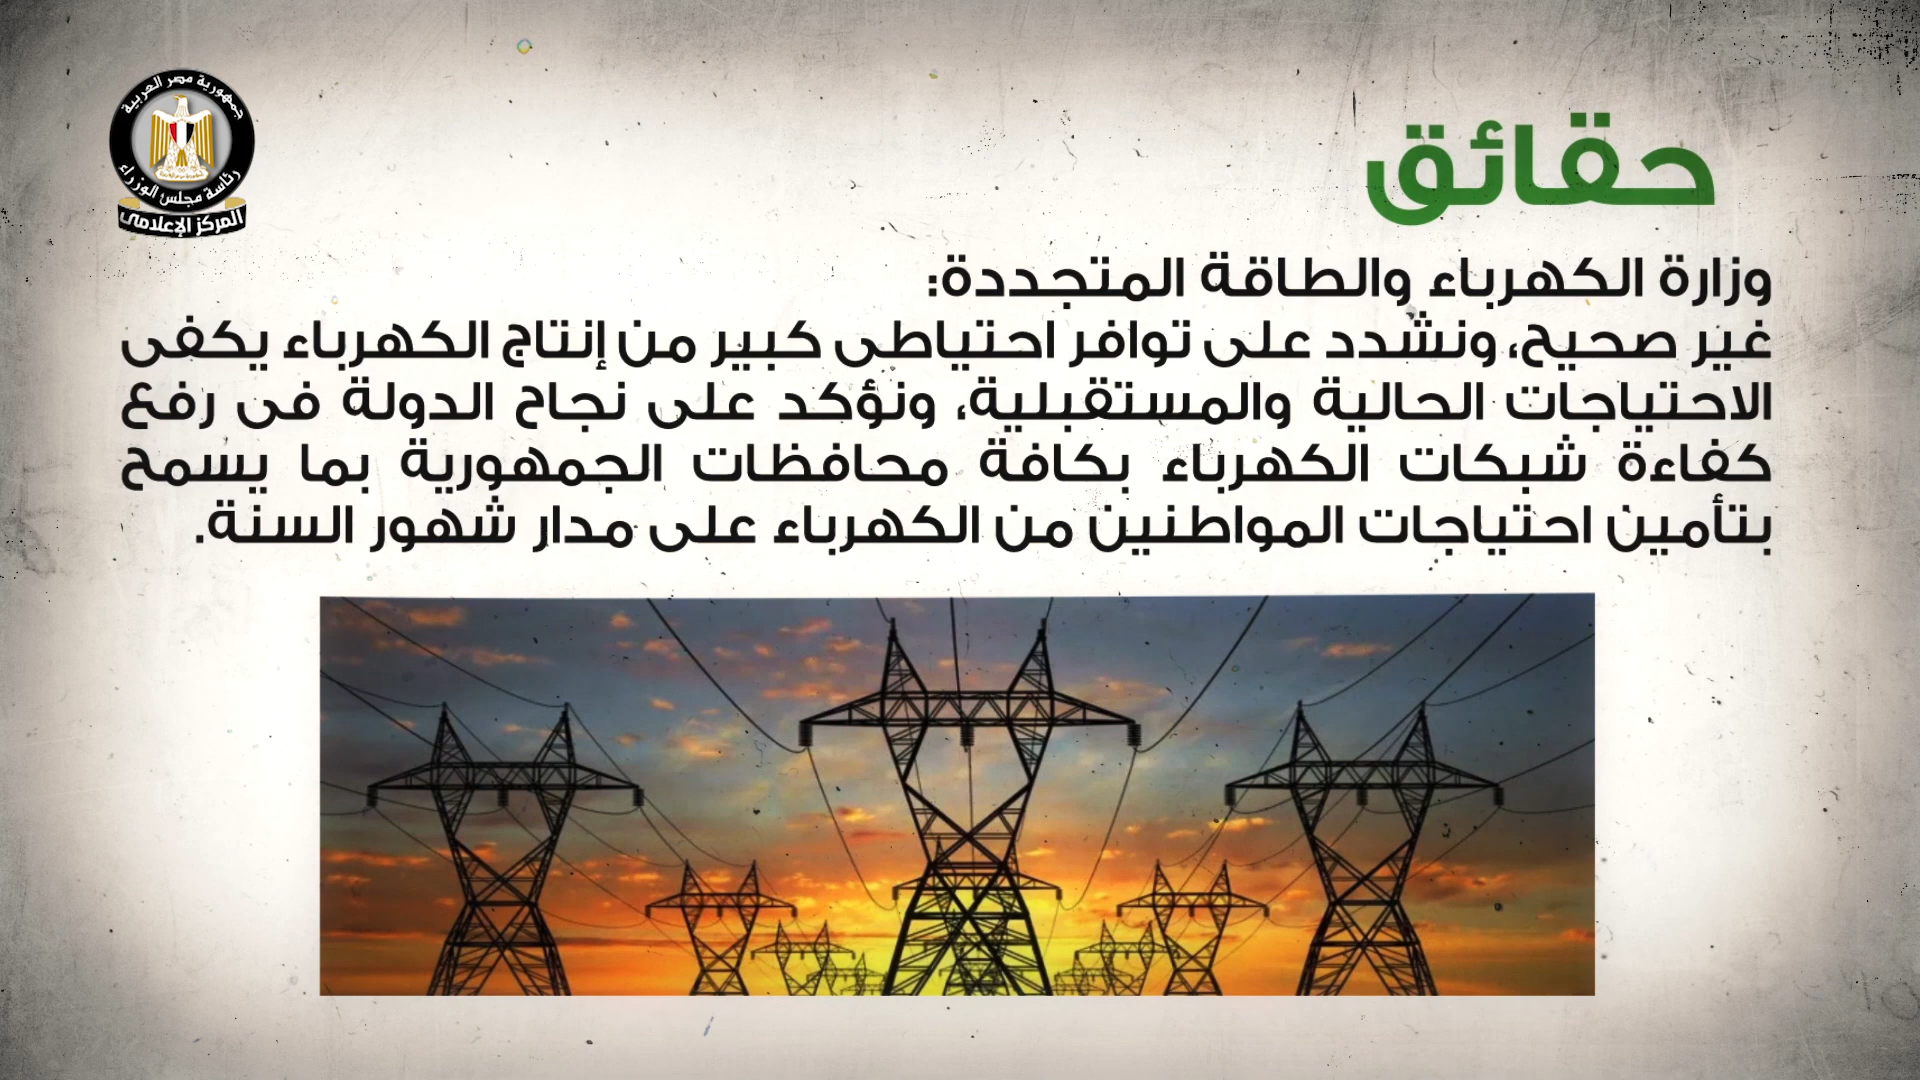 جمهورية مصر العربية
رئاسة مجلس الوزراء
المركز الإعلامى
حقائق
وزارة الكهرباء والطاقة المتجددة:
غير صحيح، ونشدد على توافر احتياطى كبير من إنتاج الكهرباء يكفى
الاحتياجات الحالية والمستقبلية، ونؤكد على نجاح الدولة فى رفع
كفاءة شبكات الكهرباء بكافة محافظات الجمهورية بما يسمح
بتأمين احتياجات المواطنين من الكهرباء على مدار شهور السنة.